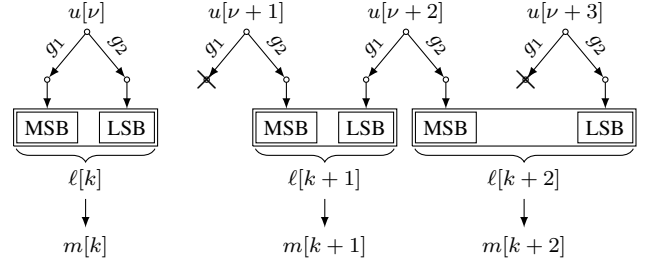 u[ν] u[ν + 1] u[ν + 2] u[ν + 3]
g₁ g₂ g₁ g₂ g₁ g₂ g₁ g₂
MSB LSB MSB LSB MSB LSB
ℓ[k] ℓ[k + 1] ℓ[k + 2]
m[k] m[k + 1] m[k + 2]